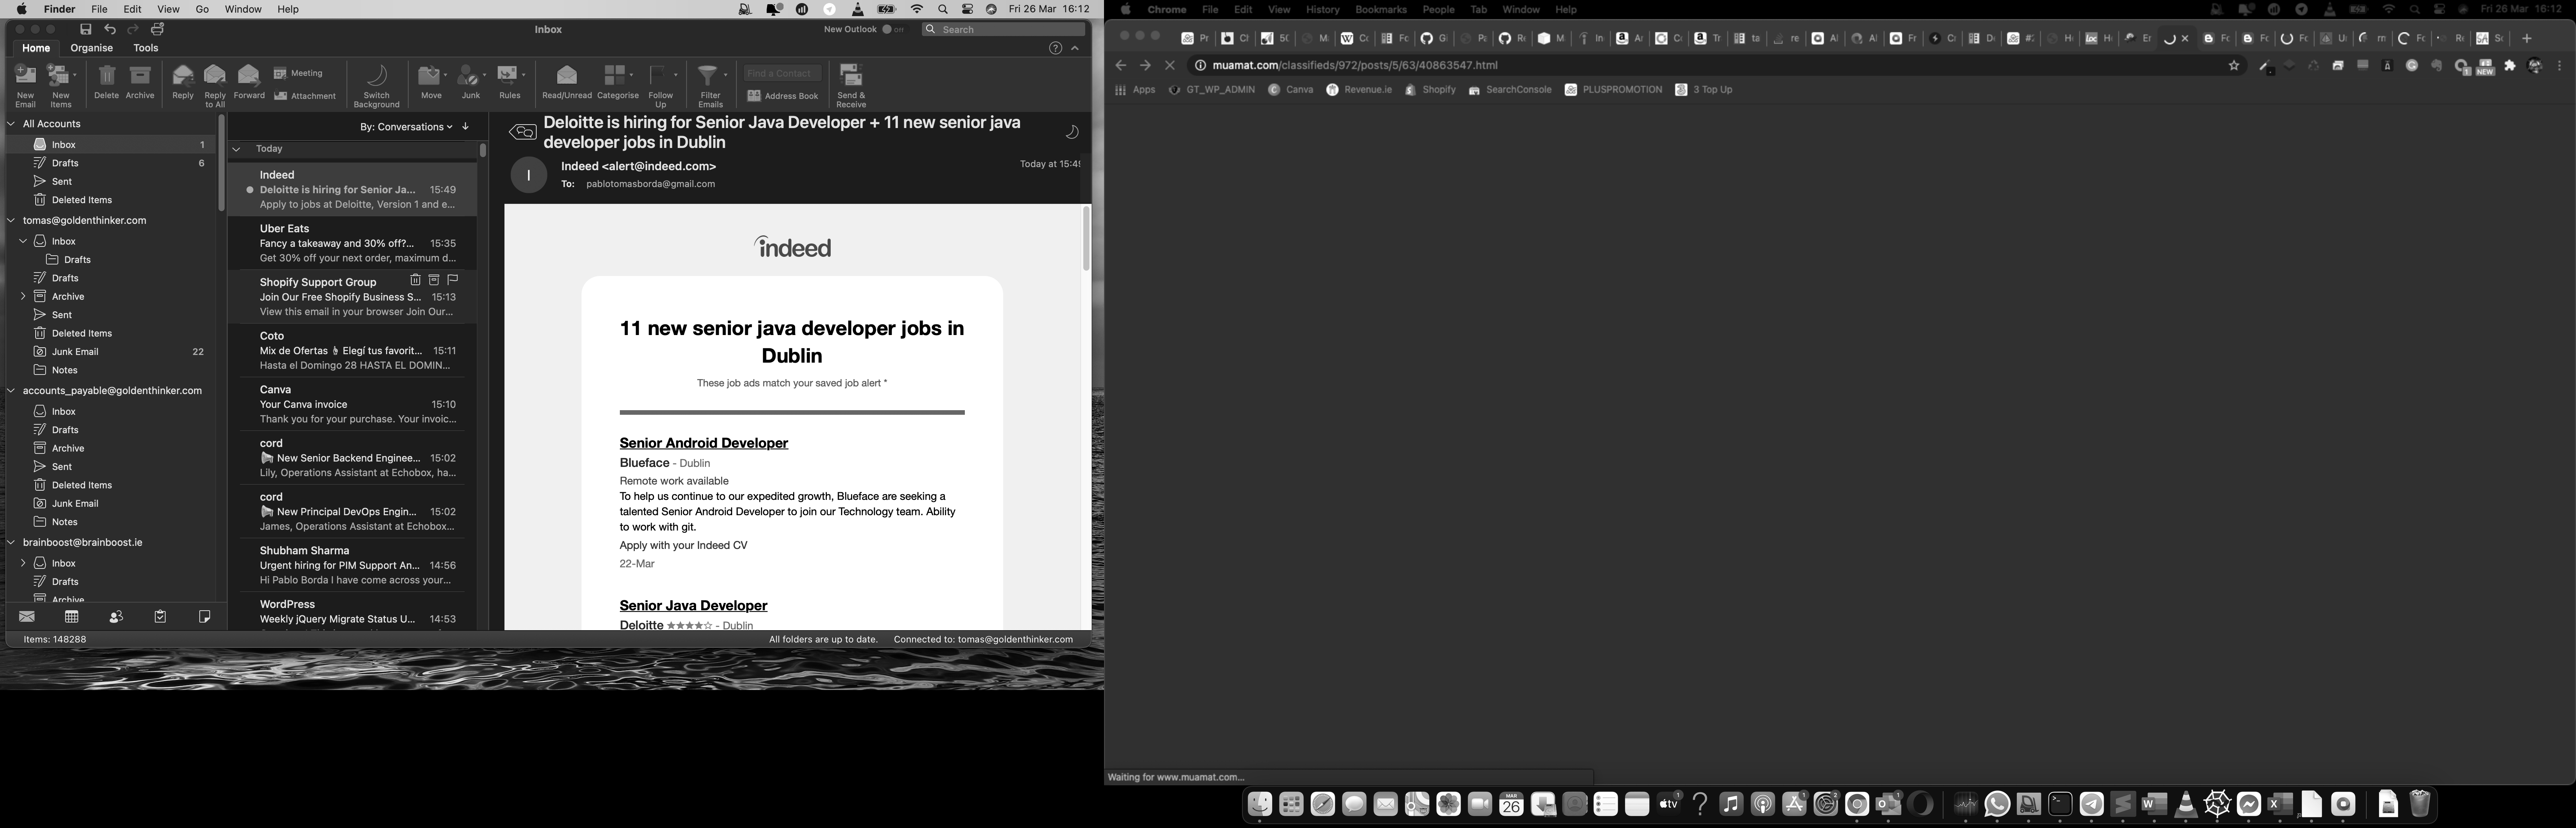 Finder File Edit View Go Window Help
Fri 26 Mar 16:12
Inbox
New Outlook Off
Search
Home Organise Tools
New Email
New Items
Delete
Archive
Reply
Reply to All
Forward
Meeting
Attachment
Switch Background
Move
Junk
Rules
Read/Unread
Categorise
Follow Up
Filter Emails
Find a Contact
Address Book
Send & Receive
All Accounts
Inbox 1
Drafts 6
Sent
Deleted Items
tomas@goldenthinker.com
Inbox
Drafts
Drafts
Archive
Sent
Deleted Items
Junk Email 22
Notes
accounts_payable@goldenthinker.com
Inbox
Drafts
Archive
Sent
Deleted Items
Junk Email
Notes
brainboost@brainboost.ie
Inbox
Drafts
Archive
Items: 148288
By: Conversations
Today
Indeed
Deloitte is hiring for Senior Ja... 15:49
Apply to jobs at Deloitte, Version 1 and e...
Uber Eats
Fancy a takeaway and 30% off?... 15:35
Get 30% off your next order, maximum d...
Shopify Support Group
Join Our Free Shopify Business S... 15:13
View this email in your browser Join Our...
Coto
Mix de Ofertas Elegí tus favorit... 15:11
Hasta el Domingo 28 HASTA EL DOMIN...
Canva
Your Canva invoice 15:10
Thank you for your purchase. Your invoic...
cord
New Senior Backend Enginee... 15:02
Lily, Operations Assistant at Echobox, ha...
cord
New Principal DevOps Engin... 15:02
James, Operations Assistant at Echobox...
Shubham Sharma
Urgent hiring for PIM Support An... 14:56
Hi Pablo Borda I have come across your...
WordPress
Weekly jQuery Migrate Status U... 14:53
Deloitte is hiring for Senior Java Developer + 11 new senior java
developer jobs in Dublin
I
Indeed <alert@indeed.com>
Today at 15:49
To: pablotomasborda@gmail.com
indeed
11 new senior java developer jobs in
Dublin
These job ads match your saved job alert *
Senior Android Developer
Blueface - Dublin
Remote work available
To help us continue to our expedited growth, Blueface are seeking a
talented Senior Android Developer to join our Technology team. Ability
to work with git.
Apply with your Indeed CV
22-Mar
Senior Java Developer
Deloitte ★★★★☆ - Dublin
All folders are up to date. Connected to: tomas@goldenthinker.com
Chrome File Edit View History Bookmarks People Tab Window Help
Fri 26 Mar 16:12
muamat.com/classifieds/972/posts/5/63/40863547.html
NEW
Apps GT_WP_ADMIN Canva Revenue.ie Shopify SearchConsole PLUSPROMOTION 3 Top Up
Waiting for www.muamat.com...
MAR
26
tv